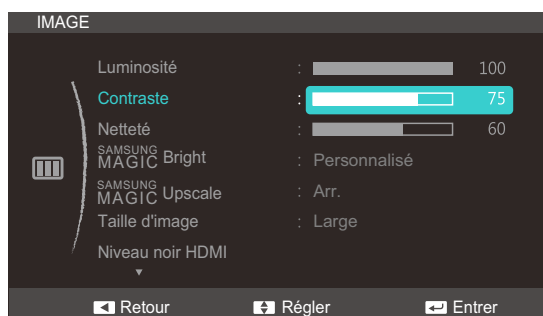 IMAGE
Luminosité : 100
Contraste : 75
Netteté : 60
SAMSUNG MAGIC Bright : Personnalisé
SAMSUNG MAGIC Upscale : Arr.
Taille d'image : Large
Niveau noir HDMI
Retour Régler Entrer